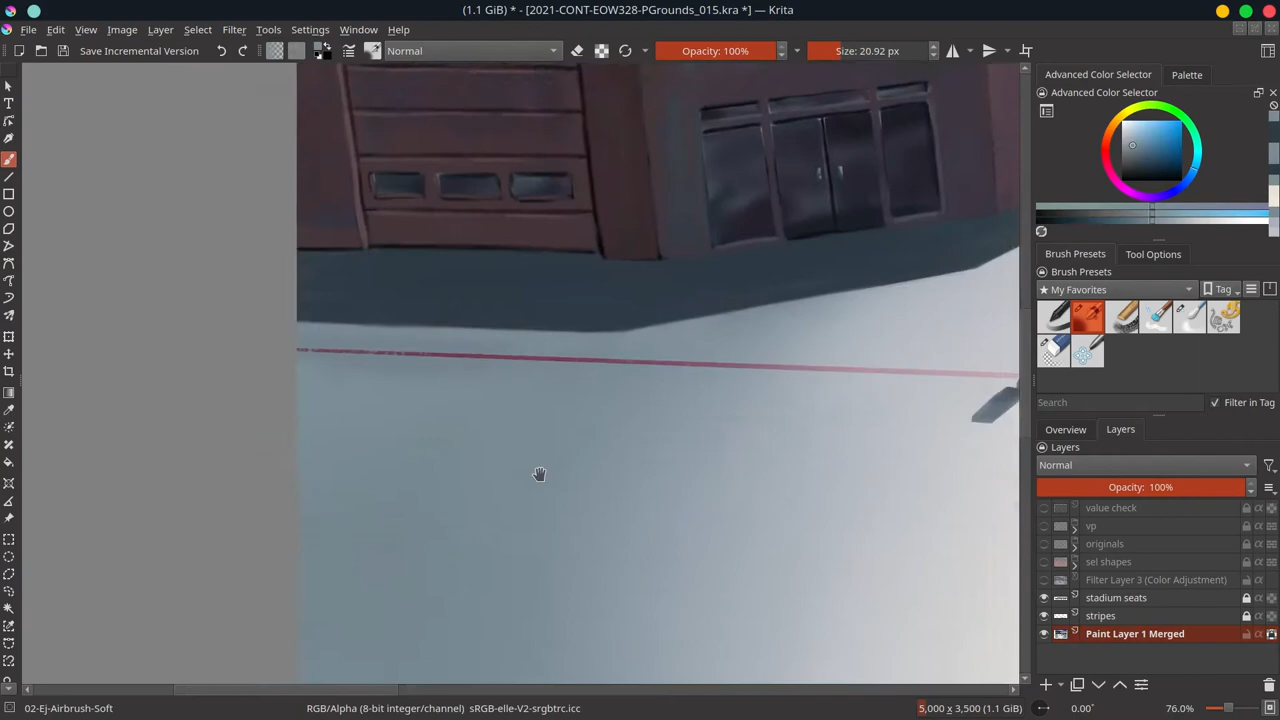 (1.1 GiB) * - [2021-CONT-EOW328-PGrounds_015.kra *] — Krita
File Edit View Image Layer Select Filter Tools Settings Window Help
Save Incremental Version Normal Opacity: 100% Size: 20.92 px
Advanced Color Selector Palette
Advanced Color Selector
Brush Presets Tool Options
Brush Presets
★ My Favorites Tag
Search Filter in Tag
Overview Layers
Layers
Normal
Opacity: 100%
value check
vp
originals
sel shapes
Filter Layer 3 (Color Adjustment)
stadium seats
stripes
Paint Layer 1 Merged
02-Ej-Airbrush-Soft RGB/Alpha (8-bit integer/channel) sRGB-elle-V2-srgbtrc.icc 5,000 x 3,500 (1.1 GiB) 0.00° 76.0%